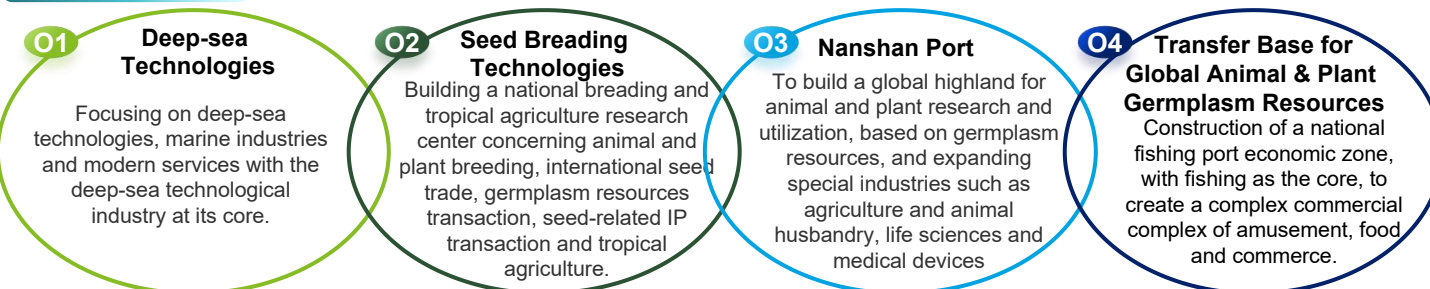 01
Deep-sea
Technologies
Focusing on deep-sea
technologies, marine industries
and modern services with the
deep-sea technological
industry at its core.
02
Seed Breading
Technologies
Building a national breading and
tropical agriculture research
center concerning animal and
plant breeding, international seed
trade, germplasm resources
transaction, seed-related IP
transaction and tropical
agriculture.
03
Nanshan Port
To build a global highland for
animal and plant research and
utilization, based on germplasm
resources, and expanding
special industries such as
agriculture and animal
husbandry, life sciences and
medical devices
04
Transfer Base for
Global Animal & Plant
Germplasm Resources
Construction of a national
fishing port economic zone,
with fishing as the core, to
create a complex commercial
complex of amusement, food
and commerce.